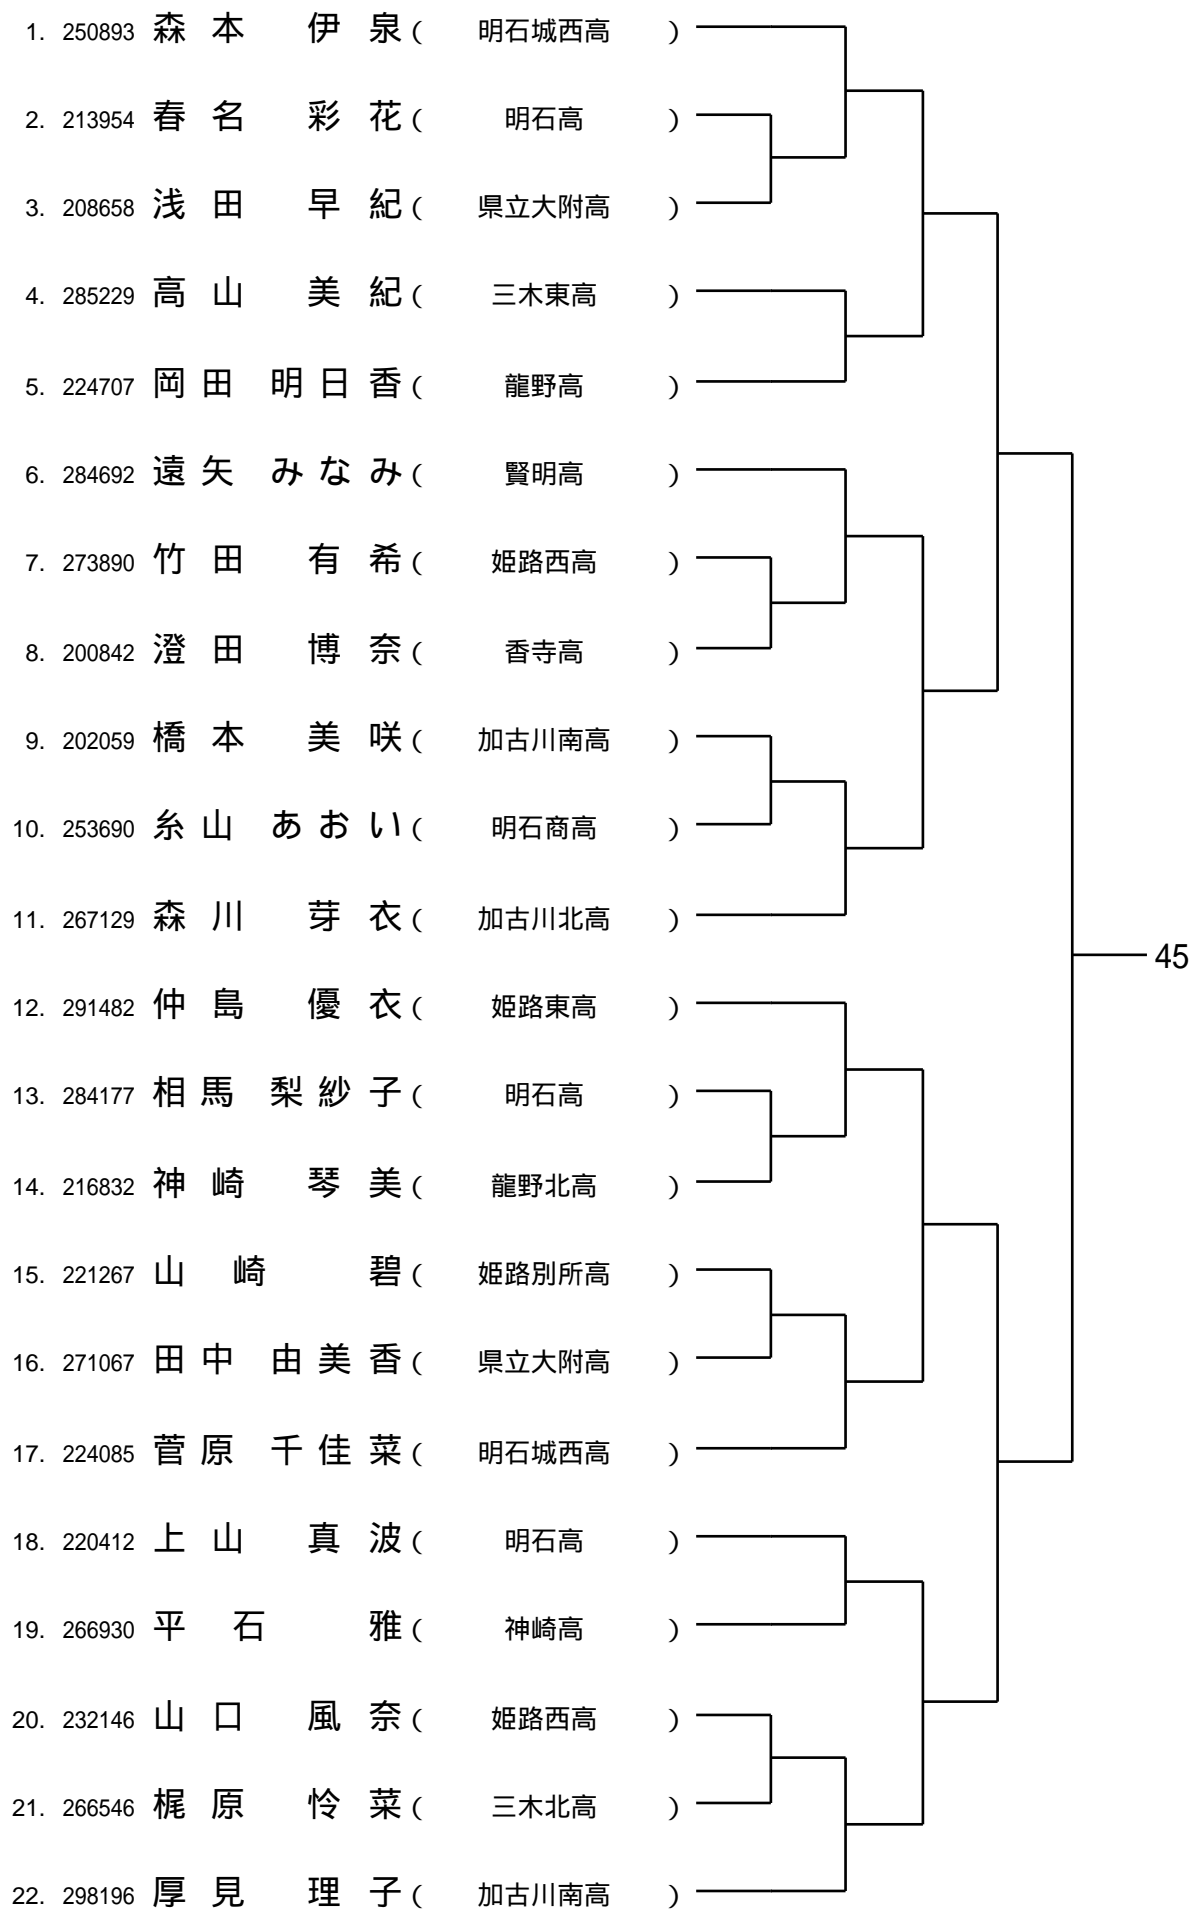 1. 250893 森本 伊泉 ( 明石城西高 )
2. 213954 春名 彩花 ( 明石高 )
3. 208658 浅田 早紀 ( 県立大附高 )
4. 285229 高山 美紀 ( 三木東高 )
5. 224707 岡田 明日香 ( 龍野高 )
6. 284692 遠矢 みなみ ( 賢明高 )
7. 273890 竹田 有希 ( 姫路西高 )
8. 200842 澄田 博奈 ( 香寺高 )
9. 202059 橋本 美咲 ( 加古川南高 )
10. 253690 糸山 あおい ( 明石商高 )
11. 267129 森川 芽衣 ( 加古川北高 )
45
12. 291482 仲島 優衣 ( 姫路東高 )
13. 284177 相馬 梨紗子 ( 明石高 )
14. 216832 神崎 琴美 ( 龍野北高 )
15. 221267 山崎 碧 ( 姫路別所高 )
16. 271067 田中 由美香 ( 県立大附高 )
17. 224085 菅原 千佳菜 ( 明石城西高 )
18. 220412 上山 真波 ( 明石高 )
19. 266930 平石 雅 ( 神崎高 )
20. 232146 山口 風奈 ( 姫路西高 )
21. 266546 梶原 怜菜 ( 三木北高 )
22. 298196 厚見 理子 ( 加古川南高 )